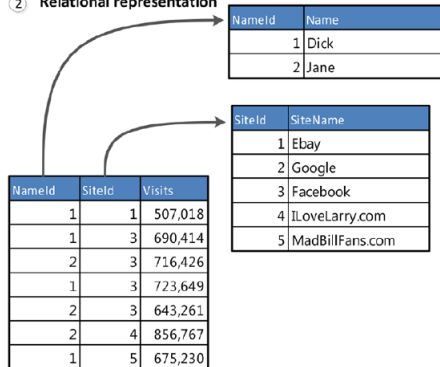 2 Relational representation
NameId Name
1 Dick
2 Jane
SiteId SiteName
1 Ebay
2 Google
3 Facebook
4 ILoveLarry.com
5 MadBillFans.com
NameId SiteId Visits
1 1 507,018
1 3 690,414
2 3 716,426
1 3 723,649
2 3 643,261
2 4 856,767
1 5 675,230